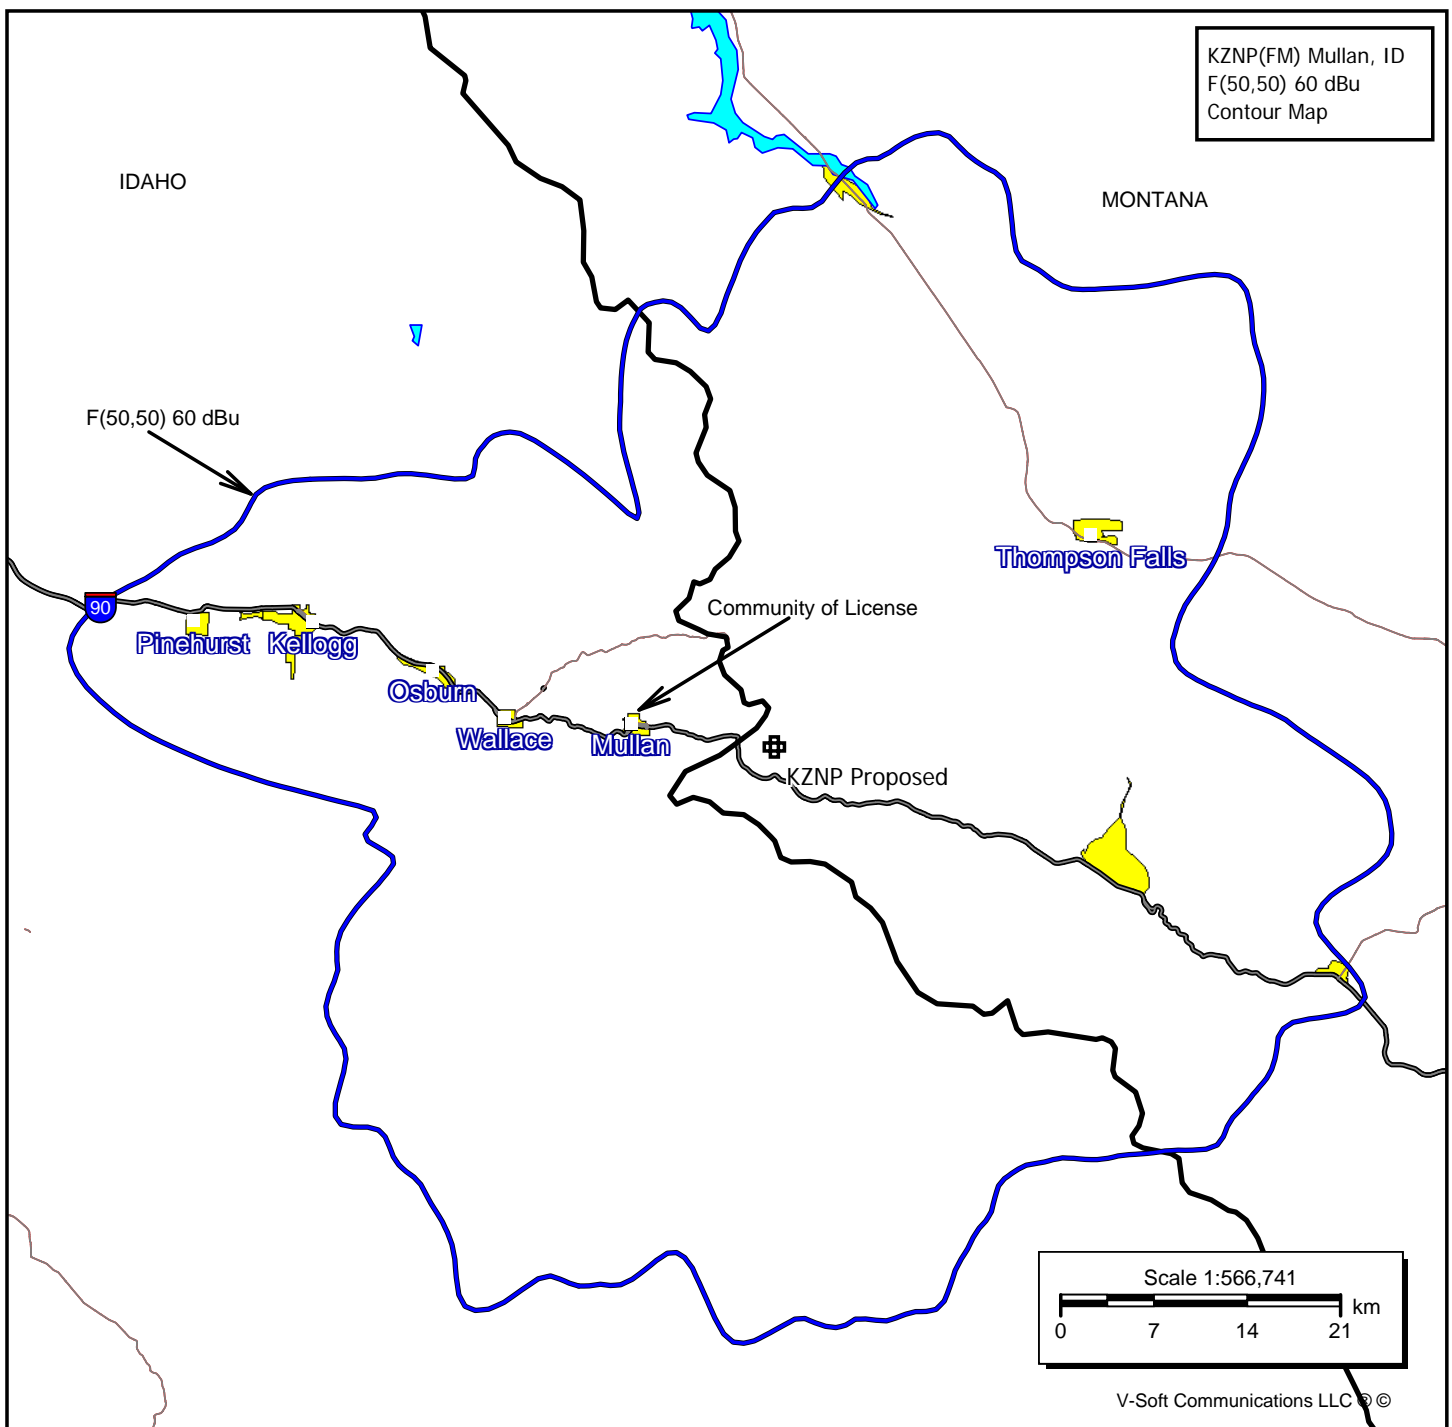 KZNP(FM) Mullan, ID
F(50,50) 60 dBu
Contour Map
IDAHO
MONTANA
F(50,50) 60 dBu
Thompson Falls
90
Community of License
Pinehurst
Kellogg
Osburn
Wallace
Mullan
KZNP Proposed
Scale 1:566,741
km
0 7 14 21
V-Soft Communications LLC ® ©